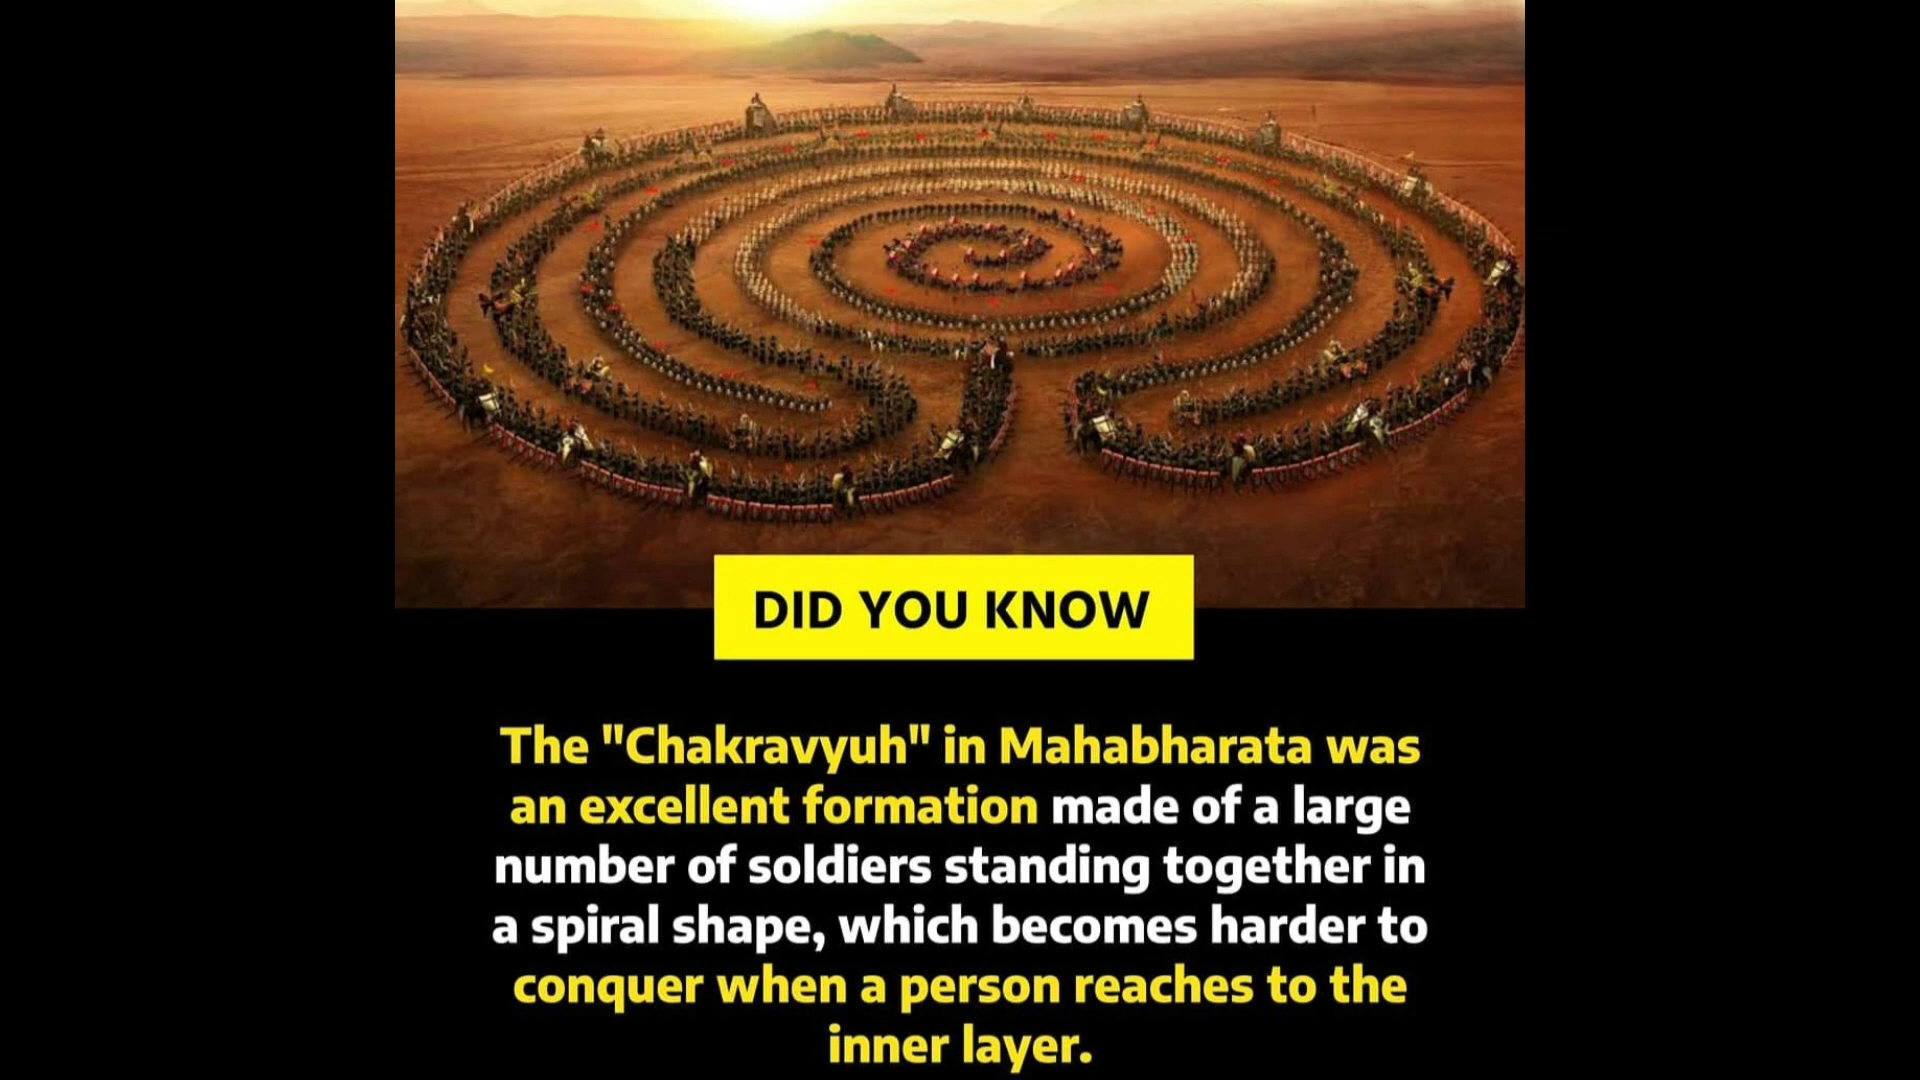 DID YOU KNOW
The "Chakravyuh" in Mahabharata was
an excellent formation made of a large
number of soldiers standing together in
a spiral shape, which becomes harder to
conquer when a person reaches to the
inner layer.